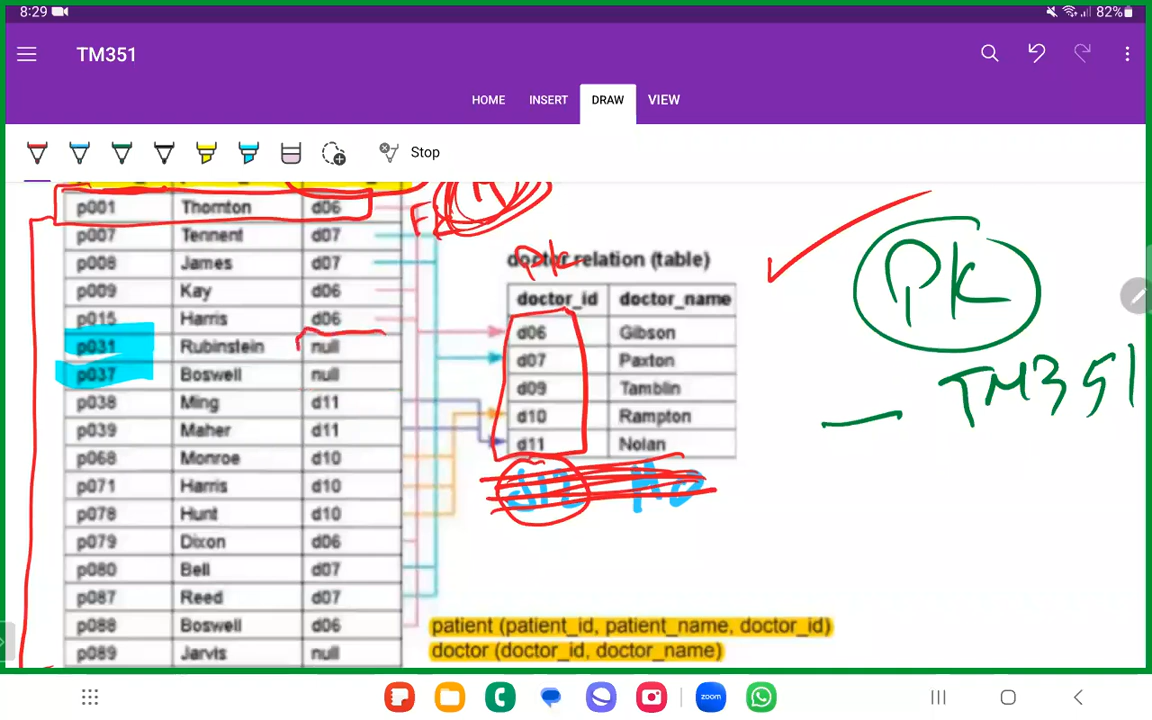 8:29 82%
TM351
HOME INSERT DRAW VIEW
Stop
p001 Thornton d06
p007 Tennent d07
p008 James d07
p009 Kay d06
p015 Harris d06
p031 Rubinstein null
p037 Boswell null
p038 Ming d11
p039 Maher d11
p068 Monroe d10
p071 Harris d10
p078 Hunt d10
p079 Dixon d06
p080 Bell d07
p087 Reed d07
p088 Boswell d06
p089 Jarvis null
PK
doctor relation (table)
doctor_id doctor_name
d06 Gibson
d07 Paxton
d09 Tamblin
d10 Rampton
d11 Nolan
PK
TM351
patient (patient_id, patient_name, doctor_id)
doctor (doctor_id, doctor_name)
zoom